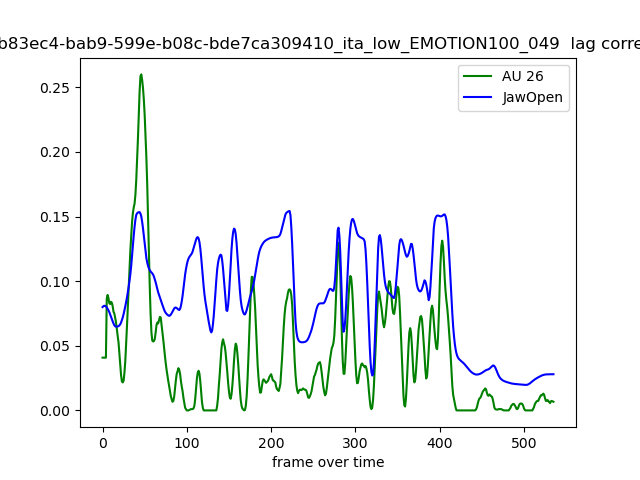 b83ec4-bab9-599e-b08c-bde7ca309410_ita_low_EMOTION100_049 lag corre
AU 26
JawOpen
0.25
0.20
0.15
0.10
0.05
0.00
0 100 200 300 400 500
frame over time